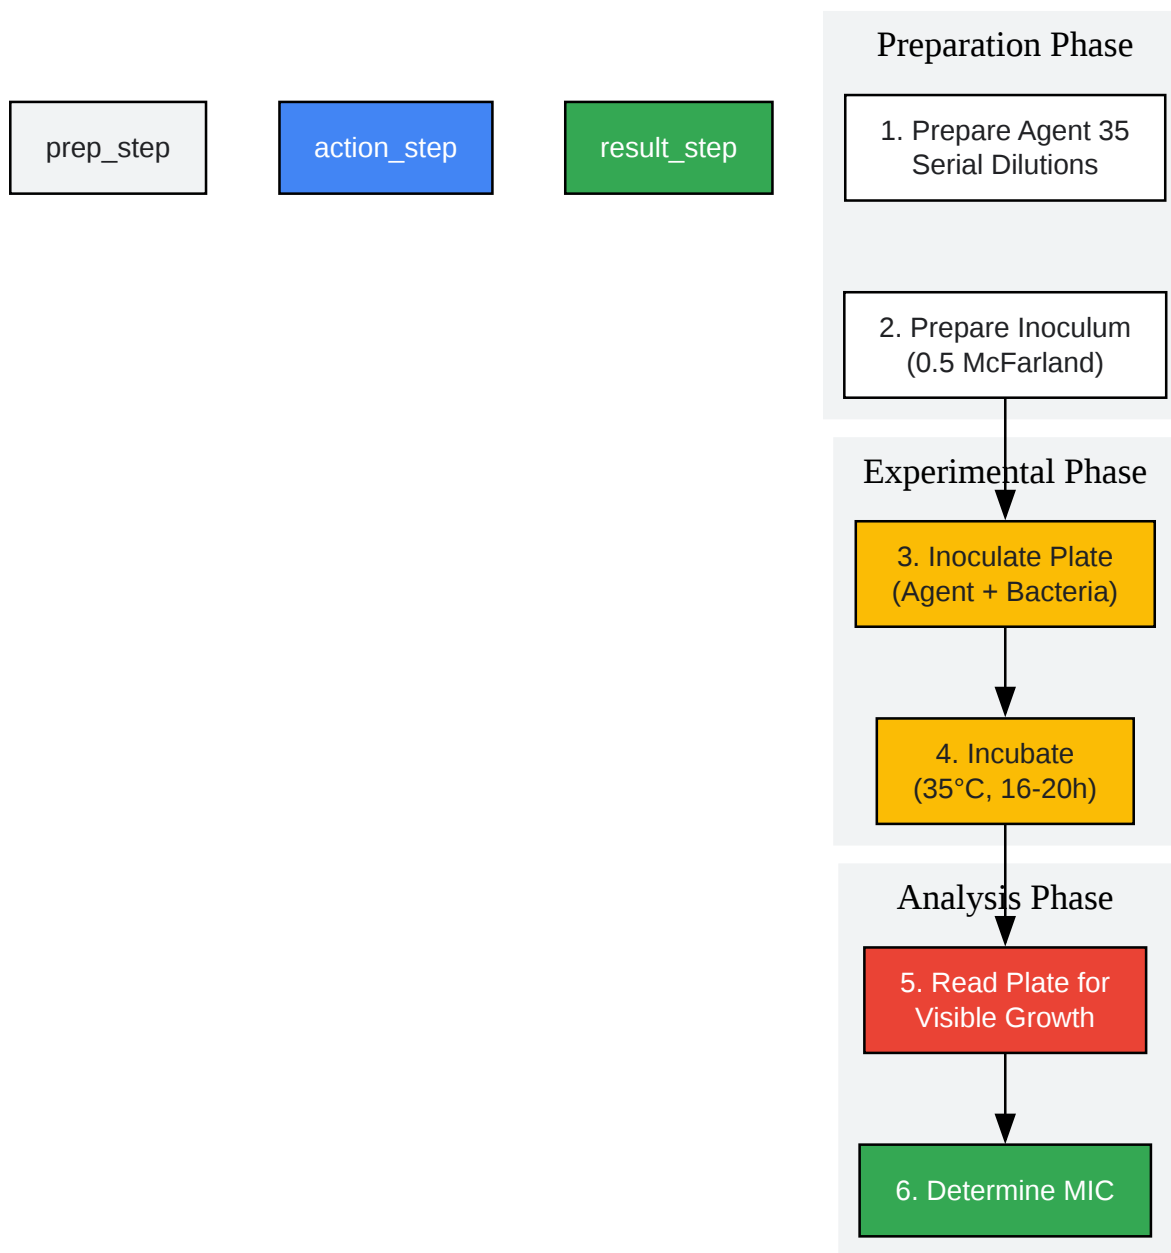 Preparation Phase
prep_step
action_step
result_step
1. Prepare Agent 35
Serial Dilutions
2. Prepare Inoculum
(0.5 McFarland)
Experimental Phase
3. Inoculate Plate
(Agent + Bacteria)
4. Incubate
(35°C, 16-20h)
Analysis Phase
5. Read Plate for
Visible Growth
6. Determine MIC